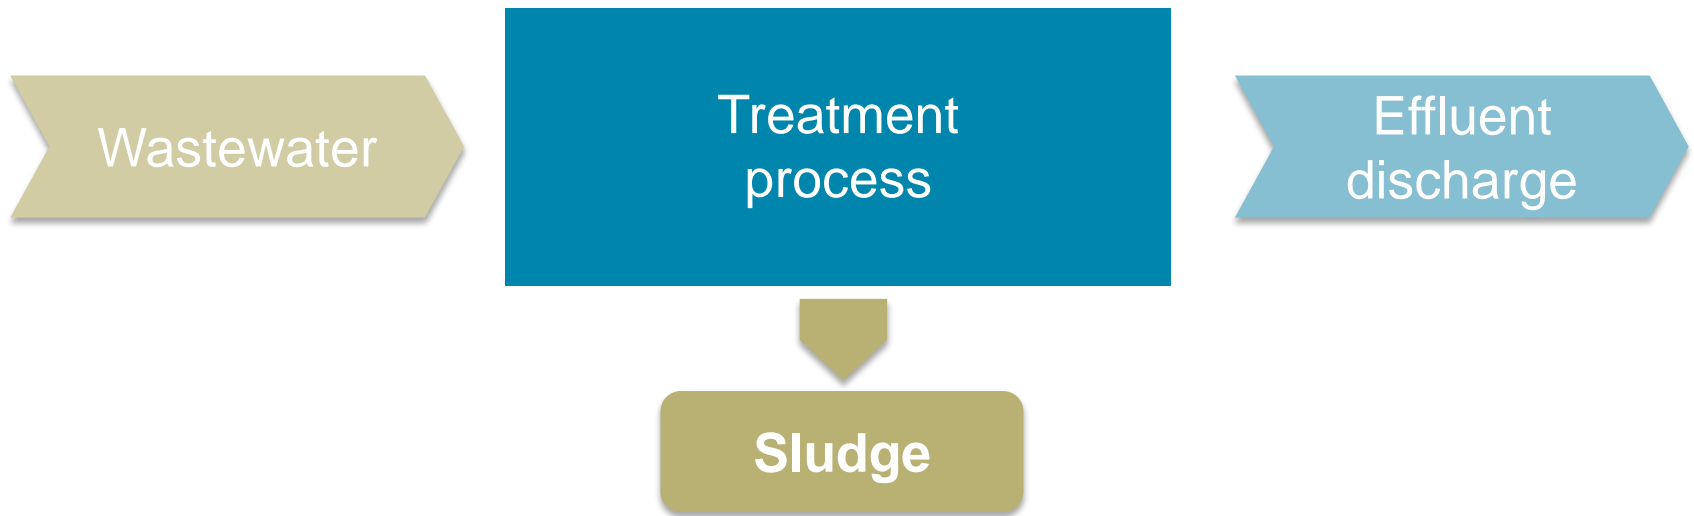 Wastewater
Treatment
process
Effluent
discharge
Sludge